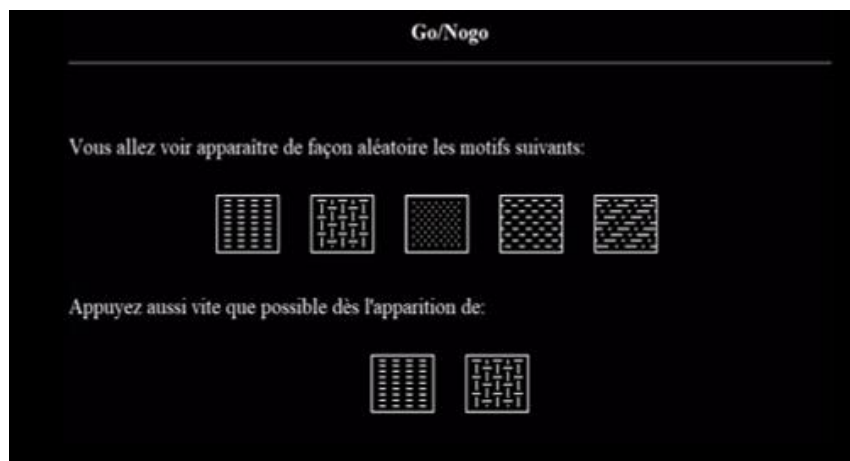 Go/Nogo
Vous allez voir apparaître de façon aléatoire les motifs suivants:
Appuyez aussi vite que possible dès l'apparition de: